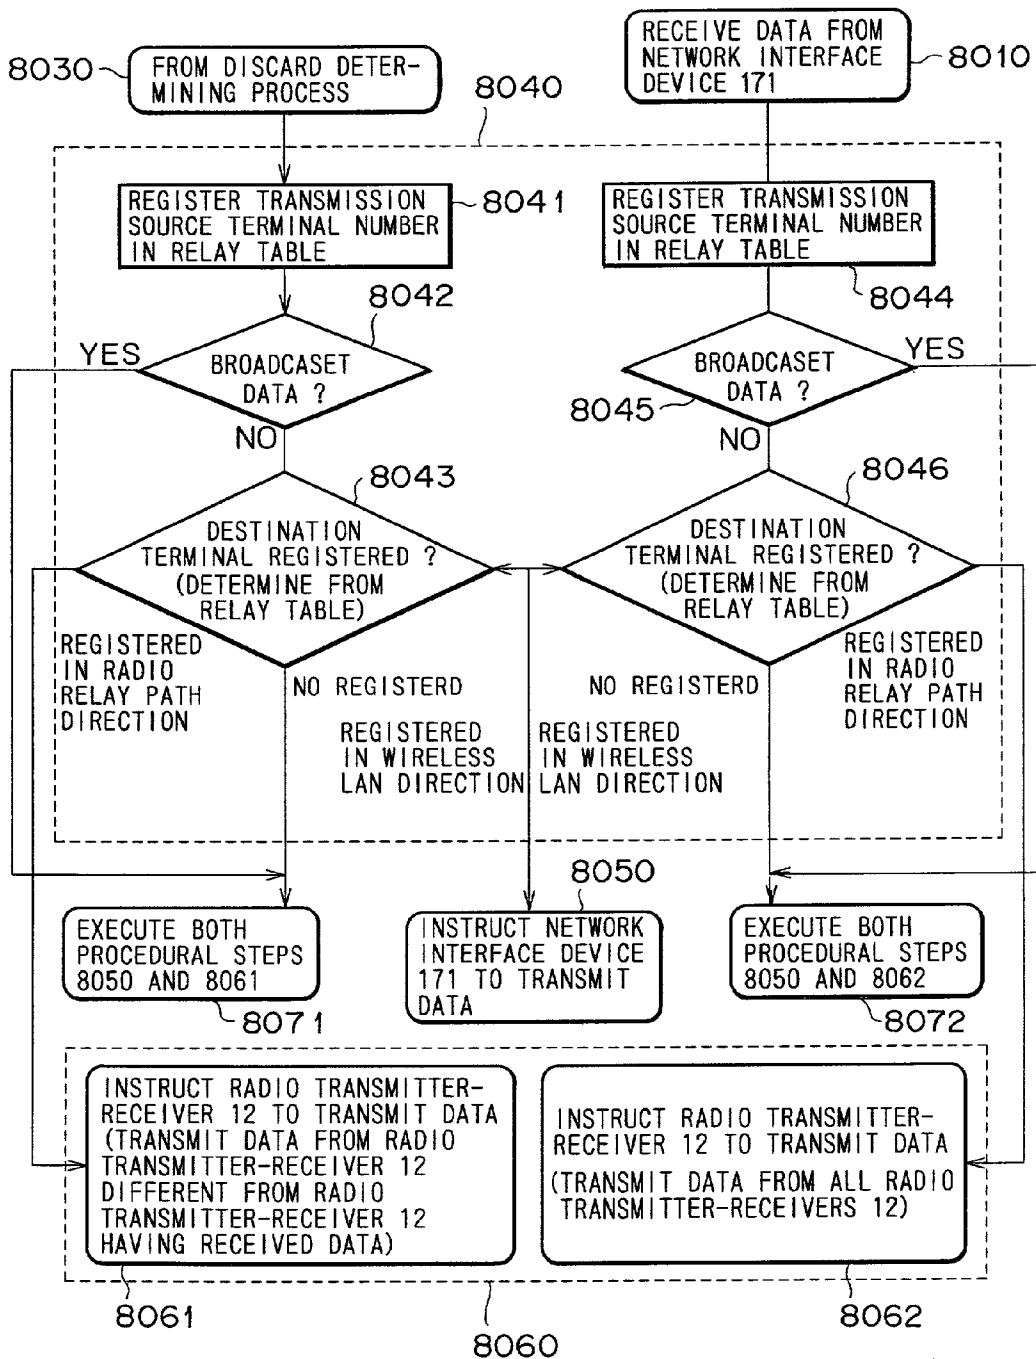 8030
FROM DISCARD DETER-
MINING PROCESS
RECEIVE DATA FROM
NETWORK INTERFACE
DEVICE 171
8010
8040
REGISTER TRANSMISSION
SOURCE TERMINAL NUMBER
IN RELAY TABLE
8041
REGISTER TRANSMISSION
SOURCE TERMINAL NUMBER
IN RELAY TABLE
8044
8042
YES
BROADCASET
DATA ?
NO
YES
BROADCASET
DATA ?
8045
NO
8043
DESTINATION
TERMINAL REGISTERED ?
(DETERMINE FROM
RELAY TABLE)
8046
DESTINATION
TERMINAL REGISTERED ?
(DETERMINE FROM
RELAY TABLE)
REGISTERED
IN RADIO
RELAY PATH
DIRECTION
NO REGISTERD
REGISTERED
IN WIRELESS
LAN DIRECTION
REGISTERED
IN WIRELESS
LAN DIRECTION
NO REGISTERD
REGISTERED
IN RADIO
RELAY PATH
DIRECTION
EXECUTE BOTH
PROCEDURAL STEPS
8050 AND 8061
8071
8050
INSTRUCT NETWORK
INTERFACE DEVICE
171 TO TRANSMIT
DATA
EXECUTE BOTH
PROCEDURAL STEPS
8050 AND 8062
8072
INSTRUCT RADIO TRANSMITTER-
RECEIVER 12 TO TRANSMIT DATA
(TRANSMIT DATA FROM RADIO
TRANSMITTER-RECEIVER 12
DIFFERENT FROM RADIO
TRANSMITTER-RECEIVER 12
HAVING RECEIVED DATA)
INSTRUCT RADIO TRANSMITTER-
RECEIVER 12 TO TRANSMIT DATA
(TRANSMIT DATA FROM ALL RADIO
TRANSMITTER-RECEIVERS 12)
8061
8060
8062